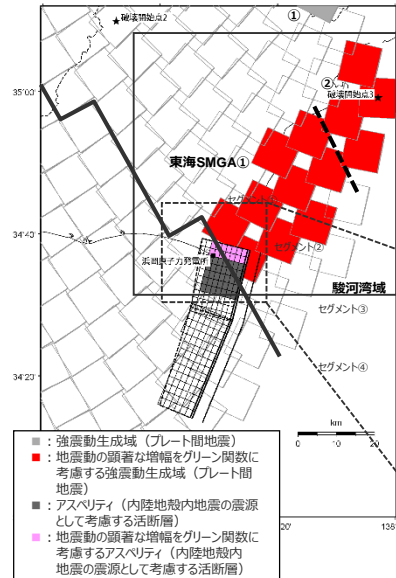 ①
★破壊開始点2
35°00'
②
破壊開始点3
東海SMGA①
34°40'
セグメント②
浜岡原子力発電所
駿河湾域
セグメント③
セグメント④
34°20'
km
0 10 20
■：強震動生成域（プレート間地震）
■：地震動の顕著な増幅をグリーン関数に
考慮する強震動生成域（プレート間
地震）
■：アスペリティ（内陸地殻内地震の震源
として考慮する活断層）
■：地震動の顕著な増幅をグリーン関数に
考慮するアスペリティ（内陸地殻内
地震の震源として考慮する活断層）
20'